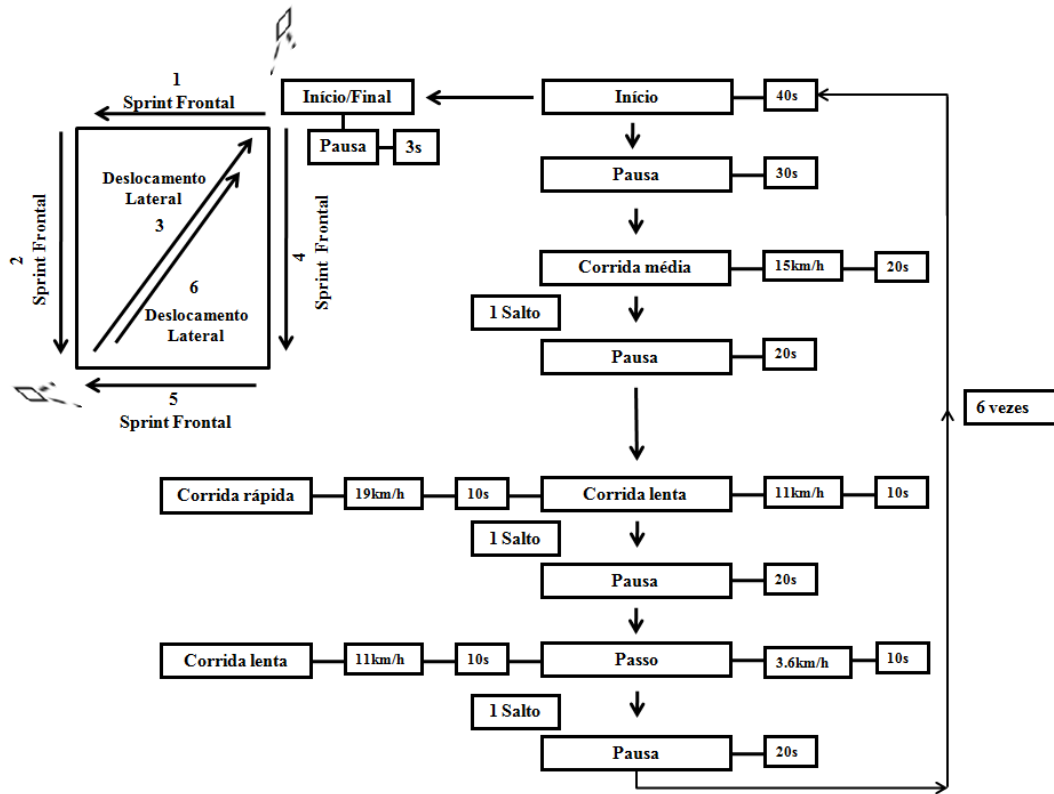 1
Sprint Frontal
2
Sprint Frontal
Deslocamento
Lateral
3
6
Deslocamento
Lateral
4
Sprint Frontal
5
Sprint Frontal
Início/Final
Pausa
3s
Início
40s
Pausa
30s
Corrida média
15km/h
20s
1 Salto
Pausa
20s
6 vezes
Corrida rápida
19km/h
10s
Corrida lenta
11km/h
10s
1 Salto
Pausa
20s
Corrida lenta
11km/h
10s
Passo
3.6km/h
10s
1 Salto
Pausa
20s